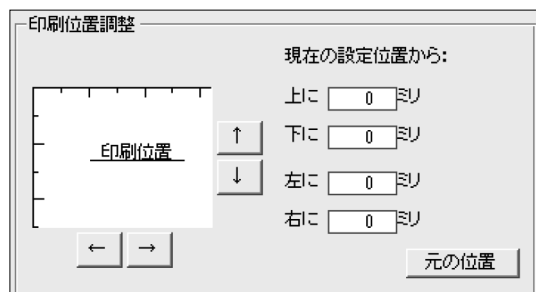 印刷位置調整
現在の設定位置から:
上に 0 ミリ
印刷位置
↑
下に 0 ミリ
↓
左に 0 ミリ
右に 0 ミリ
← →
元の位置